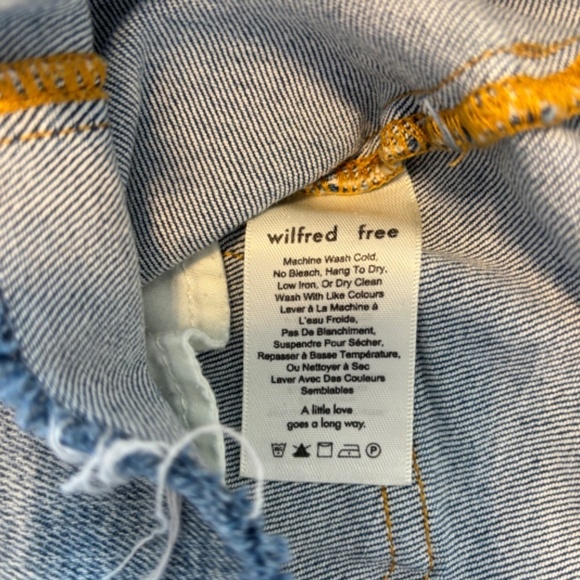 wilfred free
Machine Wash Cold,
No Bleach, Hang To Dry,
Low Iron, Or Dry Clean
Wash With Like Colours
Laver à La Machine à
L'eau Froide,
Pas De Blanchiment,
Suspendre Pour Sécher,
Repasser à Basse Température,
Ou Nettoyer à Sec
Laver Avec Des Couleurs
Semblables
A little love
goes a long way.
P